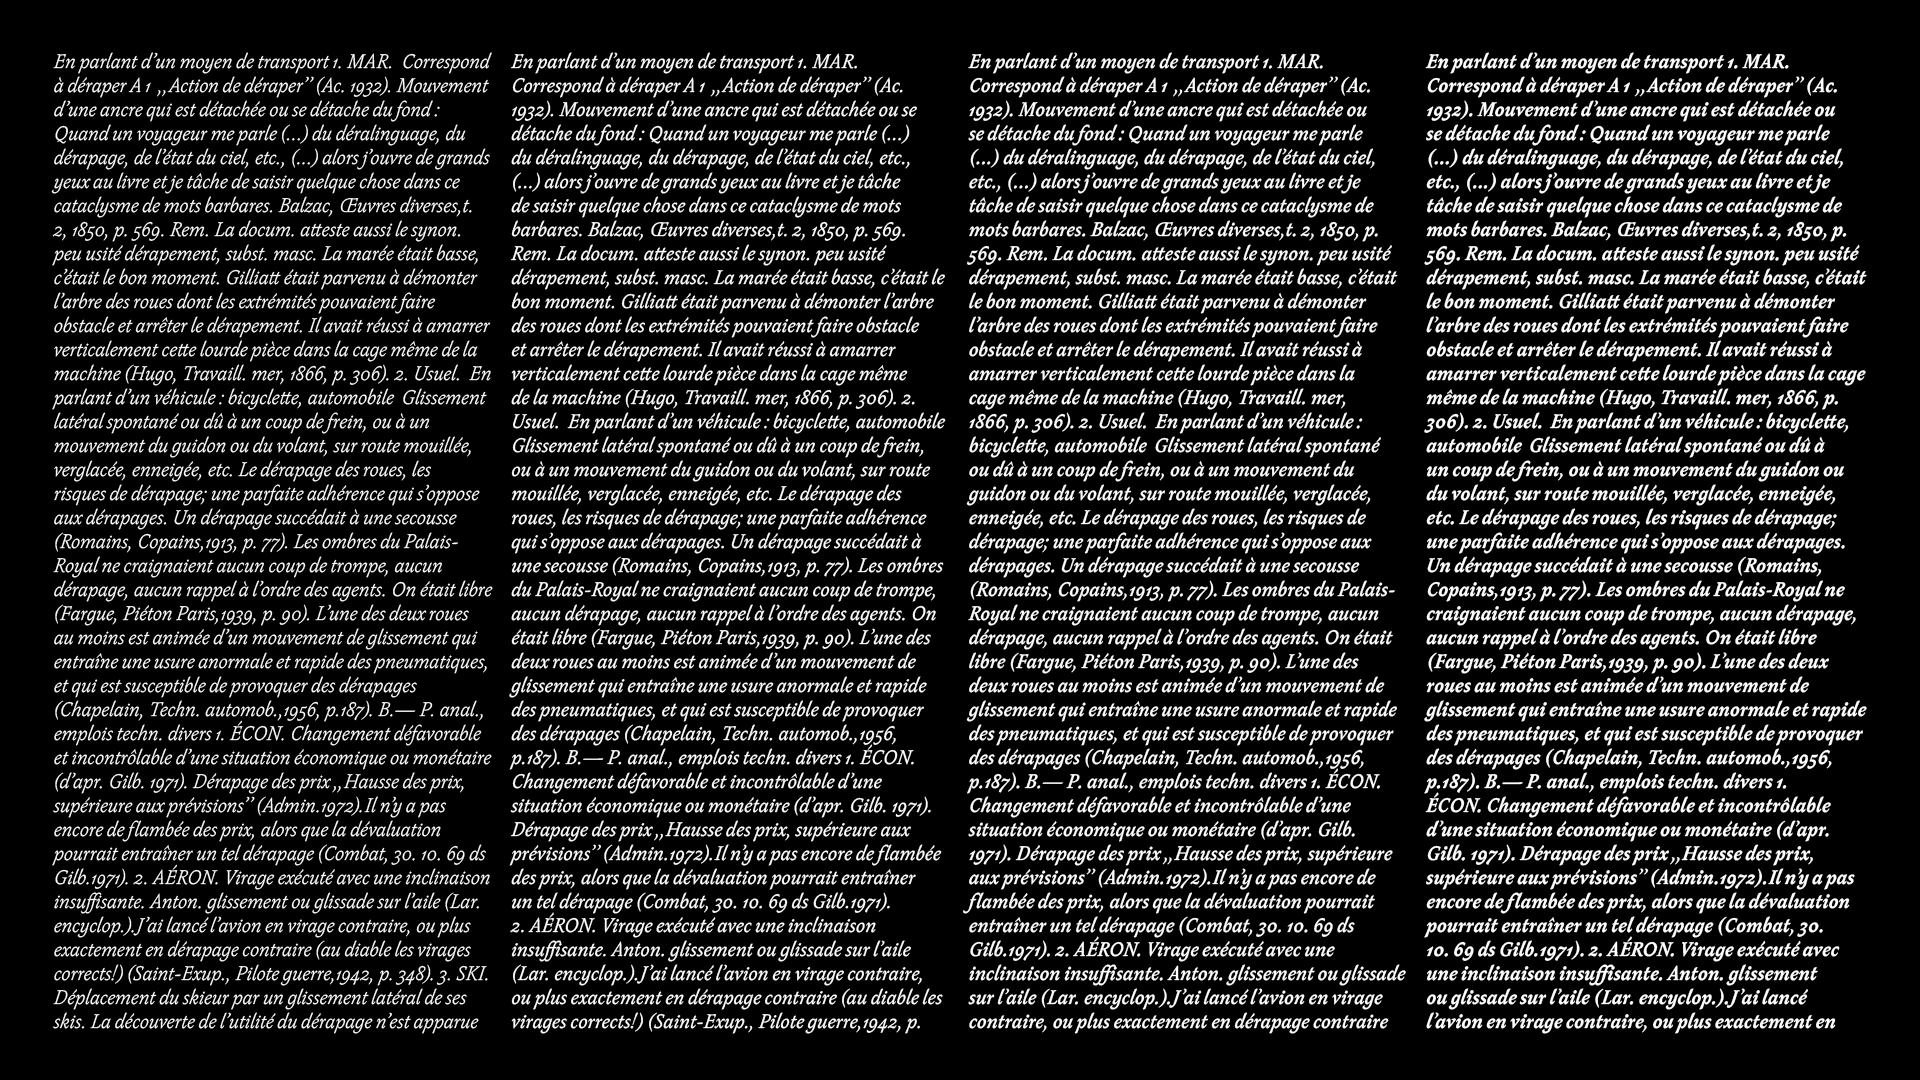 En parlant d’un moyen de transport 1. MAR.  Correspond
à déraper A 1  ,,Action de déraper’’ (Ac. 1932). Mouvement
d’une ancre qui est détachée ou se détache du fond :
Quand un voyageur me parle (...) du déralinguage, du
dérapage, de l’état du ciel, etc., (...) alors j’ouvre de grands
yeux au livre et je tâche de saisir quelque chose dans ce
cataclysme de mots barbares. Balzac, Œuvres diverses,t.
2, 1850, p. 569. Rem. La docum. atteste aussi le synon.
peu usité dérapement, subst. masc. La marée était basse,
c’était le bon moment. Gilliatt était parvenu à démonter
l’arbre des roues dont les extrémités pouvaient faire
obstacle et arrêter le dérapement. Il avait réussi à amarrer
verticalement cette lourde pièce dans la cage même de la
machine (Hugo, Travaill. mer, 1866, p. 306). 2. Usuel.  En
parlant d’un véhicule : bicyclette, automobile  Glissement
latéral spontané ou dû à un coup de frein, ou à un
mouvement du guidon ou du volant, sur route mouillée,
verglacée, enneigée, etc. Le dérapage des roues, les
risques de dérapage; une parfaite adhérence qui s’oppose
aux dérapages. Un dérapage succédait à une secousse
(Romains, Copains,1913, p. 77). Les ombres du Palais-
Royal ne craignaient aucun coup de trompe, aucun
dérapage, aucun rappel à l’ordre des agents. On était libre
(Fargue, Piéton Paris,1939, p. 90). L’une des deux roues
au moins est animée d’un mouvement de glissement qui
entraîne une usure anormale et rapide des pneumatiques,
et qui est susceptible de provoquer des dérapages
(Chapelain, Techn. automob.,1956, p.187). B.— P. anal.,
emplois techn. divers 1. ÉCON. Changement défavorable
et incontrôlable d’une situation économique ou monétaire
(d’apr. Gilb. 1971). Dérapage des prix ,,Hausse des prix,
supérieure aux prévisions’’ (Admin.1972).Il n’y a pas
encore de flambée des prix, alors que la dévaluation
pourrait entraîner un tel dérapage (Combat, 30. 10. 69 ds
Gilb.1971). 2. AÉRON. Virage exécuté avec une inclinaison
insuffisante. Anton. glissement ou glissade sur l’aile (Lar.
encyclop.).J’ai lancé l’avion en virage contraire, ou plus
exactement en dérapage contraire (au diable les virages
corrects!) (Saint-Exup., Pilote guerre,1942, p. 348). 3. SKI.
Déplacement du skieur par un glissement latéral de ses
skis. La découverte de l’utilité du dérapage n’est apparue
En parlant d’un moyen de transport 1. MAR.
Correspond à déraper A 1  ,,Action de déraper’’ (Ac.
1932). Mouvement d’une ancre qui est détachée ou se
détache du fond : Quand un voyageur me parle (...)
du déralinguage, du dérapage, de l’état du ciel, etc.,
(...) alors j’ouvre de grands yeux au livre et je tâche
de saisir quelque chose dans ce cataclysme de mots
barbares. Balzac, Œuvres diverses,t. 2, 1850, p. 569.
Rem. La docum. atteste aussi le synon. peu usité
dérapement, subst. masc. La marée était basse, c’était le
bon moment. Gilliatt était parvenu à démonter l’arbre
des roues dont les extrémités pouvaient faire obstacle
et arrêter le dérapement. Il avait réussi à amarrer
verticalement cette lourde pièce dans la cage même
de la machine (Hugo, Travaill. mer, 1866, p. 306). 2.
Usuel.  En parlant d’un véhicule : bicyclette, automobile
Glissement latéral spontané ou dû à un coup de frein,
ou à un mouvement du guidon ou du volant, sur route
mouillée, verglacée, enneigée, etc. Le dérapage des
roues, les risques de dérapage; une parfaite adhérence
qui s’oppose aux dérapages. Un dérapage succédait à
une secousse (Romains, Copains,1913, p. 77). Les ombres
du Palais-Royal ne craignaient aucun coup de trompe,
aucun dérapage, aucun rappel à l’ordre des agents. On
était libre (Fargue, Piéton Paris,1939, p. 90). L’une des
deux roues au moins est animée d’un mouvement de
glissement qui entraîne une usure anormale et rapide
des pneumatiques, et qui est susceptible de provoquer
des dérapages (Chapelain, Techn. automob.,1956,
p.187). B.— P. anal., emplois techn. divers 1. ÉCON.
Changement défavorable et incontrôlable d’une
situation économique ou monétaire (d’apr. Gilb. 1971).
Dérapage des prix ,,Hausse des prix, supérieure aux
prévisions’’ (Admin.1972).Il n’y a pas encore de flambée
des prix, alors que la dévaluation pourrait entraîner
un tel dérapage (Combat, 30. 10. 69 ds Gilb.1971).
2. AÉRON. Virage exécuté avec une inclinaison
insuffisante. Anton. glissement ou glissade sur l’aile
(Lar. encyclop.).J’ai lancé l’avion en virage contraire,
ou plus exactement en dérapage contraire (au diable les
virages corrects!) (Saint-Exup., Pilote guerre,1942, p.
En parlant d’un moyen de transport 1. MAR.
Correspond à déraper A 1  ,,Action de déraper’’ (Ac.
1932). Mouvement d’une ancre qui est détachée ou
se détache du fond : Quand un voyageur me parle
(...) du déralinguage, du dérapage, de l’état du ciel,
etc., (...) alors j’ouvre de grands yeux au livre et je
tâche de saisir quelque chose dans ce cataclysme de
mots barbares. Balzac, Œuvres diverses,t. 2, 1850, p.
569. Rem. La docum. atteste aussi le synon. peu usité
dérapement, subst. masc. La marée était basse, c’était
le bon moment. Gilliatt était parvenu à démonter
l’arbre des roues dont les extrémités pouvaient faire
obstacle et arrêter le dérapement. Il avait réussi à
amarrer verticalement cette lourde pièce dans la
cage même de la machine (Hugo, Travaill. mer,
1866, p. 306). 2. Usuel.  En parlant d’un véhicule :
bicyclette, automobile  Glissement latéral spontané
ou dû à un coup de frein, ou à un mouvement du
guidon ou du volant, sur route mouillée, verglacée,
enneigée, etc. Le dérapage des roues, les risques de
dérapage; une parfaite adhérence qui s’oppose aux
dérapages. Un dérapage succédait à une secousse
(Romains, Copains,1913, p. 77). Les ombres du Palais-
Royal ne craignaient aucun coup de trompe, aucun
dérapage, aucun rappel à l’ordre des agents. On était
libre (Fargue, Piéton Paris,1939, p. 90). L’une des
deux roues au moins est animée d’un mouvement de
glissement qui entraîne une usure anormale et rapide
des pneumatiques, et qui est susceptible de provoquer
des dérapages (Chapelain, Techn. automob.,1956,
p.187). B.— P. anal., emplois techn. divers 1. ÉCON.
Changement défavorable et incontrôlable d’une
situation économique ou monétaire (d’apr. Gilb.
1971). Dérapage des prix ,,Hausse des prix, supérieure
aux prévisions’’ (Admin.1972).Il n’y a pas encore de
flambée des prix, alors que la dévaluation pourrait
entraîner un tel dérapage (Combat, 30. 10. 69 ds
Gilb.1971). 2. AÉRON. Virage exécuté avec une
inclinaison insuffisante. Anton. glissement ou glissade
sur l’aile (Lar. encyclop.).J’ai lancé l’avion en virage
contraire, ou plus exactement en dérapage contraire
En parlant d’un moyen de transport 1. MAR.
Correspond à déraper A 1  ,,Action de déraper’’ (Ac.
1932). Mouvement d’une ancre qui est détachée ou
se détache du fond : Quand un voyageur me parle
(...) du déralinguage, du dérapage, de l’état du ciel,
etc., (...) alors j’ouvre de grands yeux au livre et je
tâche de saisir quelque chose dans ce cataclysme de
mots barbares. Balzac, Œuvres diverses,t. 2, 1850, p.
569. Rem. La docum. atteste aussi le synon. peu usité
dérapement, subst. masc. La marée était basse, c’était
le bon moment. Gilliatt était parvenu à démonter
l’arbre des roues dont les extrémités pouvaient faire
obstacle et arrêter le dérapement. Il avait réussi à
amarrer verticalement cette lourde pièce dans la cage
même de la machine (Hugo, Travaill. mer, 1866, p.
306). 2. Usuel.  En parlant d’un véhicule : bicyclette,
automobile  Glissement latéral spontané ou dû à
un coup de frein, ou à un mouvement du guidon ou
du volant, sur route mouillée, verglacée, enneigée,
etc. Le dérapage des roues, les risques de dérapage;
une parfaite adhérence qui s’oppose aux dérapages.
Un dérapage succédait à une secousse (Romains,
Copains,1913, p. 77). Les ombres du Palais-Royal ne
craignaient aucun coup de trompe, aucun dérapage,
aucun rappel à l’ordre des agents. On était libre
(Fargue, Piéton Paris,1939, p. 90). L’une des deux
roues au moins est animée d’un mouvement de
glissement qui entraîne une usure anormale et rapide
des pneumatiques, et qui est susceptible de provoquer
des dérapages (Chapelain, Techn. automob.,1956,
p.187). B.— P. anal., emplois techn. divers 1.
ÉCON. Changement défavorable et incontrôlable
d’une situation économique ou monétaire (d’apr.
Gilb. 1971). Dérapage des prix ,,Hausse des prix,
supérieure aux prévisions’’ (Admin.1972).Il n’y a pas
encore de flambée des prix, alors que la dévaluation
pourrait entraîner un tel dérapage (Combat, 30.
10. 69 ds Gilb.1971). 2. AÉRON. Virage exécuté avec
une inclinaison insuffisante. Anton. glissement
ou glissade sur l’aile (Lar. encyclop.).J’ai lancé
l’avion en virage contraire, ou plus exactement en